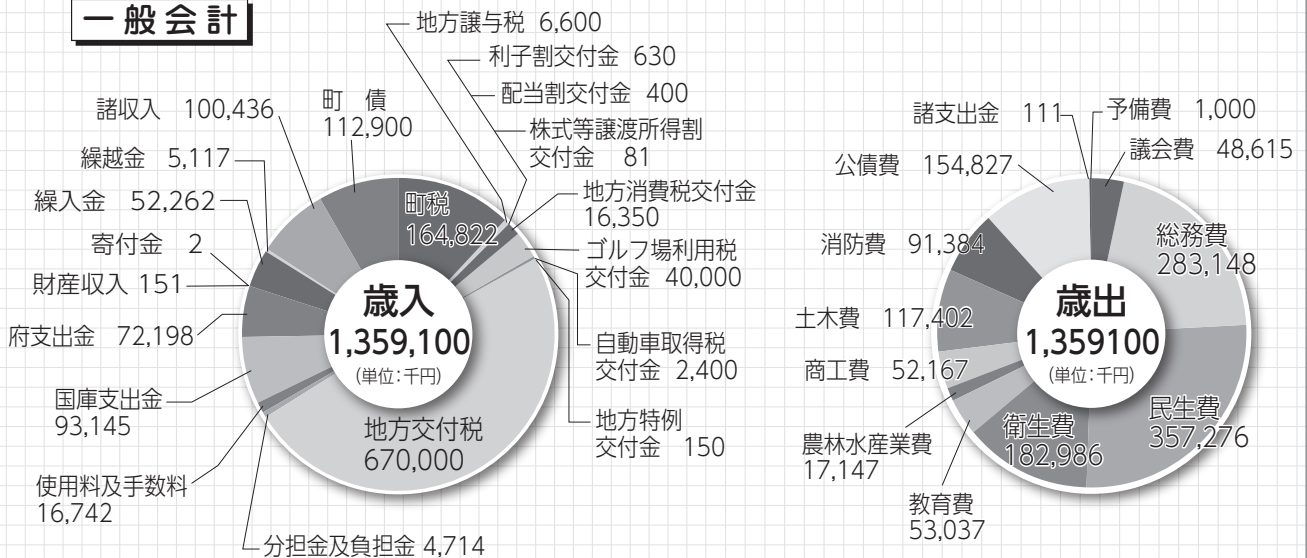 一般会計
地方譲与税 6,600
利子割交付金 630
配当割交付金 400
株式等譲渡所得割
交付金 81
地方消費税交付金
16,350
ゴルフ場利用税
交付金 40,000
自動車取得税
交付金 2,400
地方特例
交付金 150
町税
164,822
町 債
112,900
諸収入 100,436
繰越金 5,117
繰入金 52,262
寄付金 2
財産収入 151
府支出金 72,198
国庫支出金
93,145
使用料及手数料
16,742
分担金及負担金 4,714
地方交付税
670,000
歳入
1,359,100
(単位:千円)
諸支出金 111
予備費 1,000
議会費 48,615
公債費 154,827
総務費
283,148
消防費 91,384
土木費 117,402
商工費 52,167
農林水産業費
17,147
教育費
53,037
衛生費
182,986
民生費
357,276
歳出
1,359100
(単位:千円)